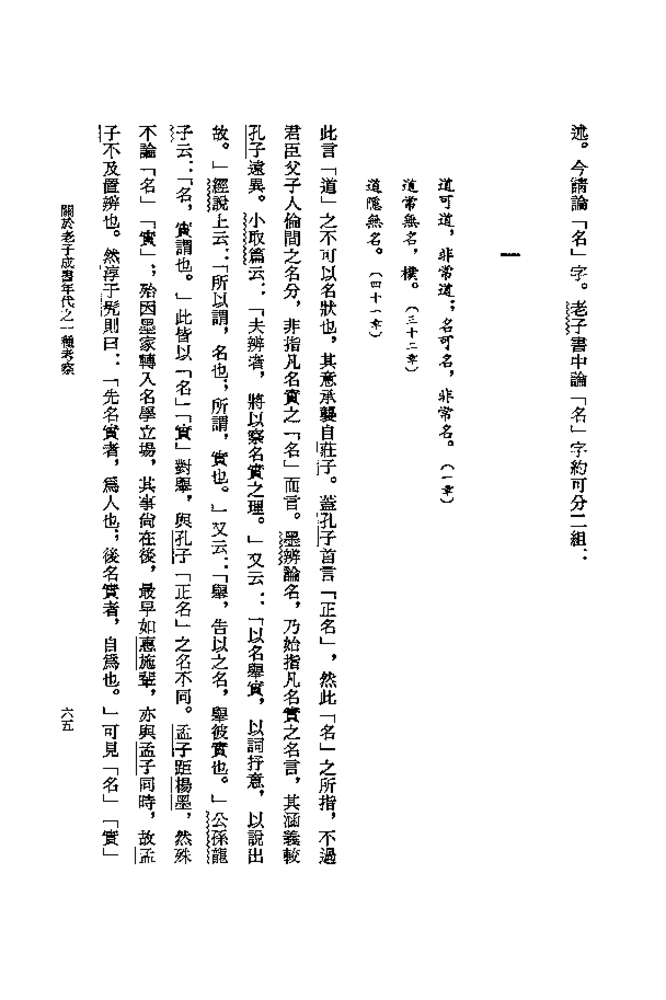 述。今請論「名」字。老子書中論「名」字約可分二組：
一
道可道，非常道；名可名，非常名。（一章）
道常無名，樸。（三十二章）
道隱無名。（四十一章）
此言「道」之不可以名狀也，其意承襲自莊子。蓋孔子首言「正名」，然此「名」之所指，不過
君臣父子人倫間之名分，非指凡名實之「名」而言。墨辨論名，乃始指凡名實之名言，其涵義較
孔子遠異。小取篇云：「夫辨者，將以察名實之理。」又云：「以名舉實，以詞抒意，以說出
故。」經說上云：「所以謂，名也；所謂，實也。」又云：「舉，告以之名，舉彼實也。」公孫龍
子云：「名，實謂也。」此皆以「名」「實」對舉，與孔子「正名」之名不同。孟子距楊墨，然殊
不論「名」「實」；殆因墨家轉入名學立場，其事尙在後，最早如惠施輩，亦與孟子同時，故孟
子不及置辨也。然淳于髡則曰：「先名實者，爲人也；後名實者，自爲也。」可見「名」「實」
關於老子成書年代之一種考察
六五